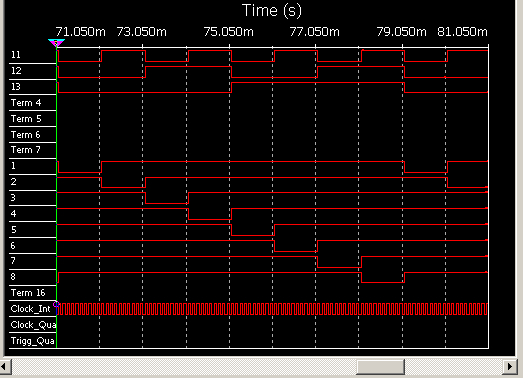 Time (s)
71.050m 73.050m 75.050m 77.050m 79.050m 81.050m
11
12
13
Term 4
Term 5
Term 6
Term 7
1
2
3
4
5
6
7
8
Term 16
Clock_Int
Clock_Qua
Trigg_Qua